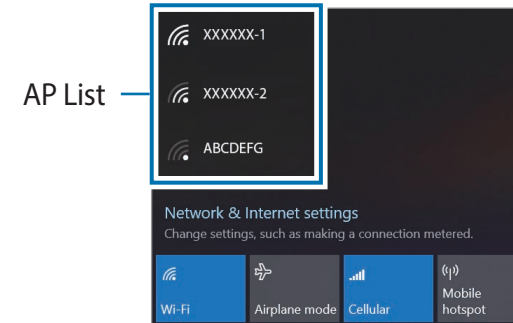 AP List
XXXXXX-1
XXXXXX-2
ABCDEFG
Network & Internet settings
Change settings, such as making a connection metered.
Wi-Fi
Airplane mode
Cellular
Mobile
hotspot